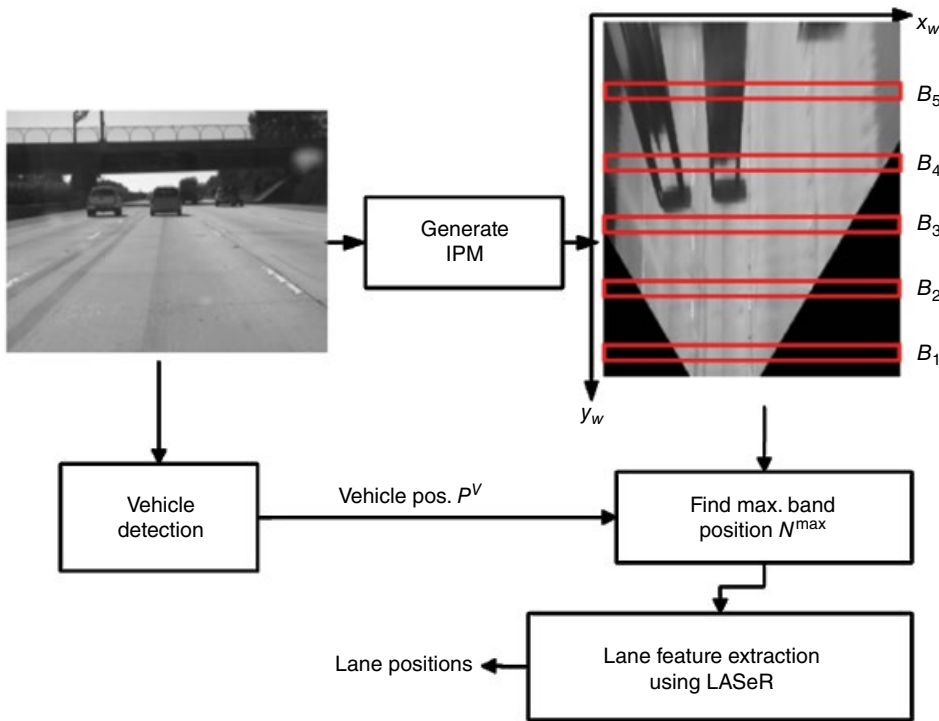 x_w
B_5
B_4
B_3
B_2
B_1
y_w
Generate
IPM
Vehicle
detection
Vehicle pos. P^V
Find max. band
position N^max
Lane feature extraction
using LASeR
Lane positions